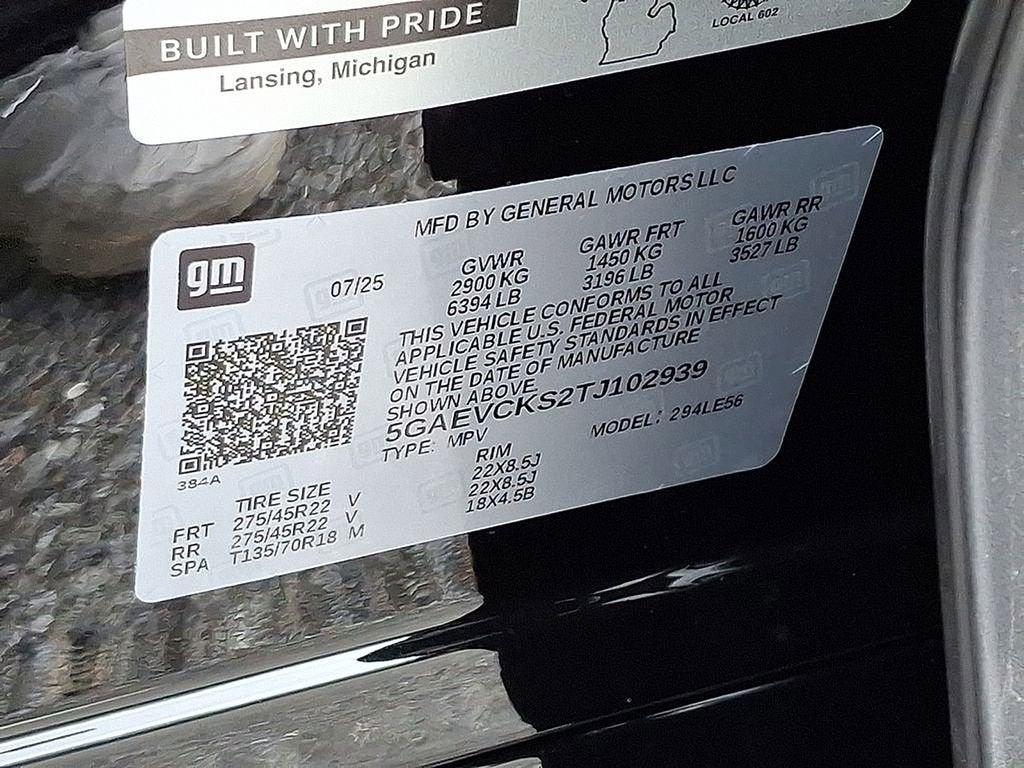 BUILT WITH PRIDE
Lansing, Michigan
LOCAL 602
MFD BY GENERAL MOTORS LLC
gm
07/25
GVWR GAWR FRT GAWR RR
2900 KG 1450 KG 1600 KG
6394 LB 3196 LB 3527 LB
THIS VEHICLE CONFORMS TO ALL
APPLICABLE U.S. FEDERAL MOTOR
VEHICLE SAFETY STANDARDS IN EFFECT
ON THE DATE OF MANUFACTURE
SHOWN ABOVE.
5GAEVCKS2TJ102939
TYPE: MPV MODEL: 294LE56
384A
TIRE SIZE RIM
FRT 275/45R22 V 22X8.5J
RR 275/45R22 V 22X8.5J
SPA T135/70R18 M 18X4.5B